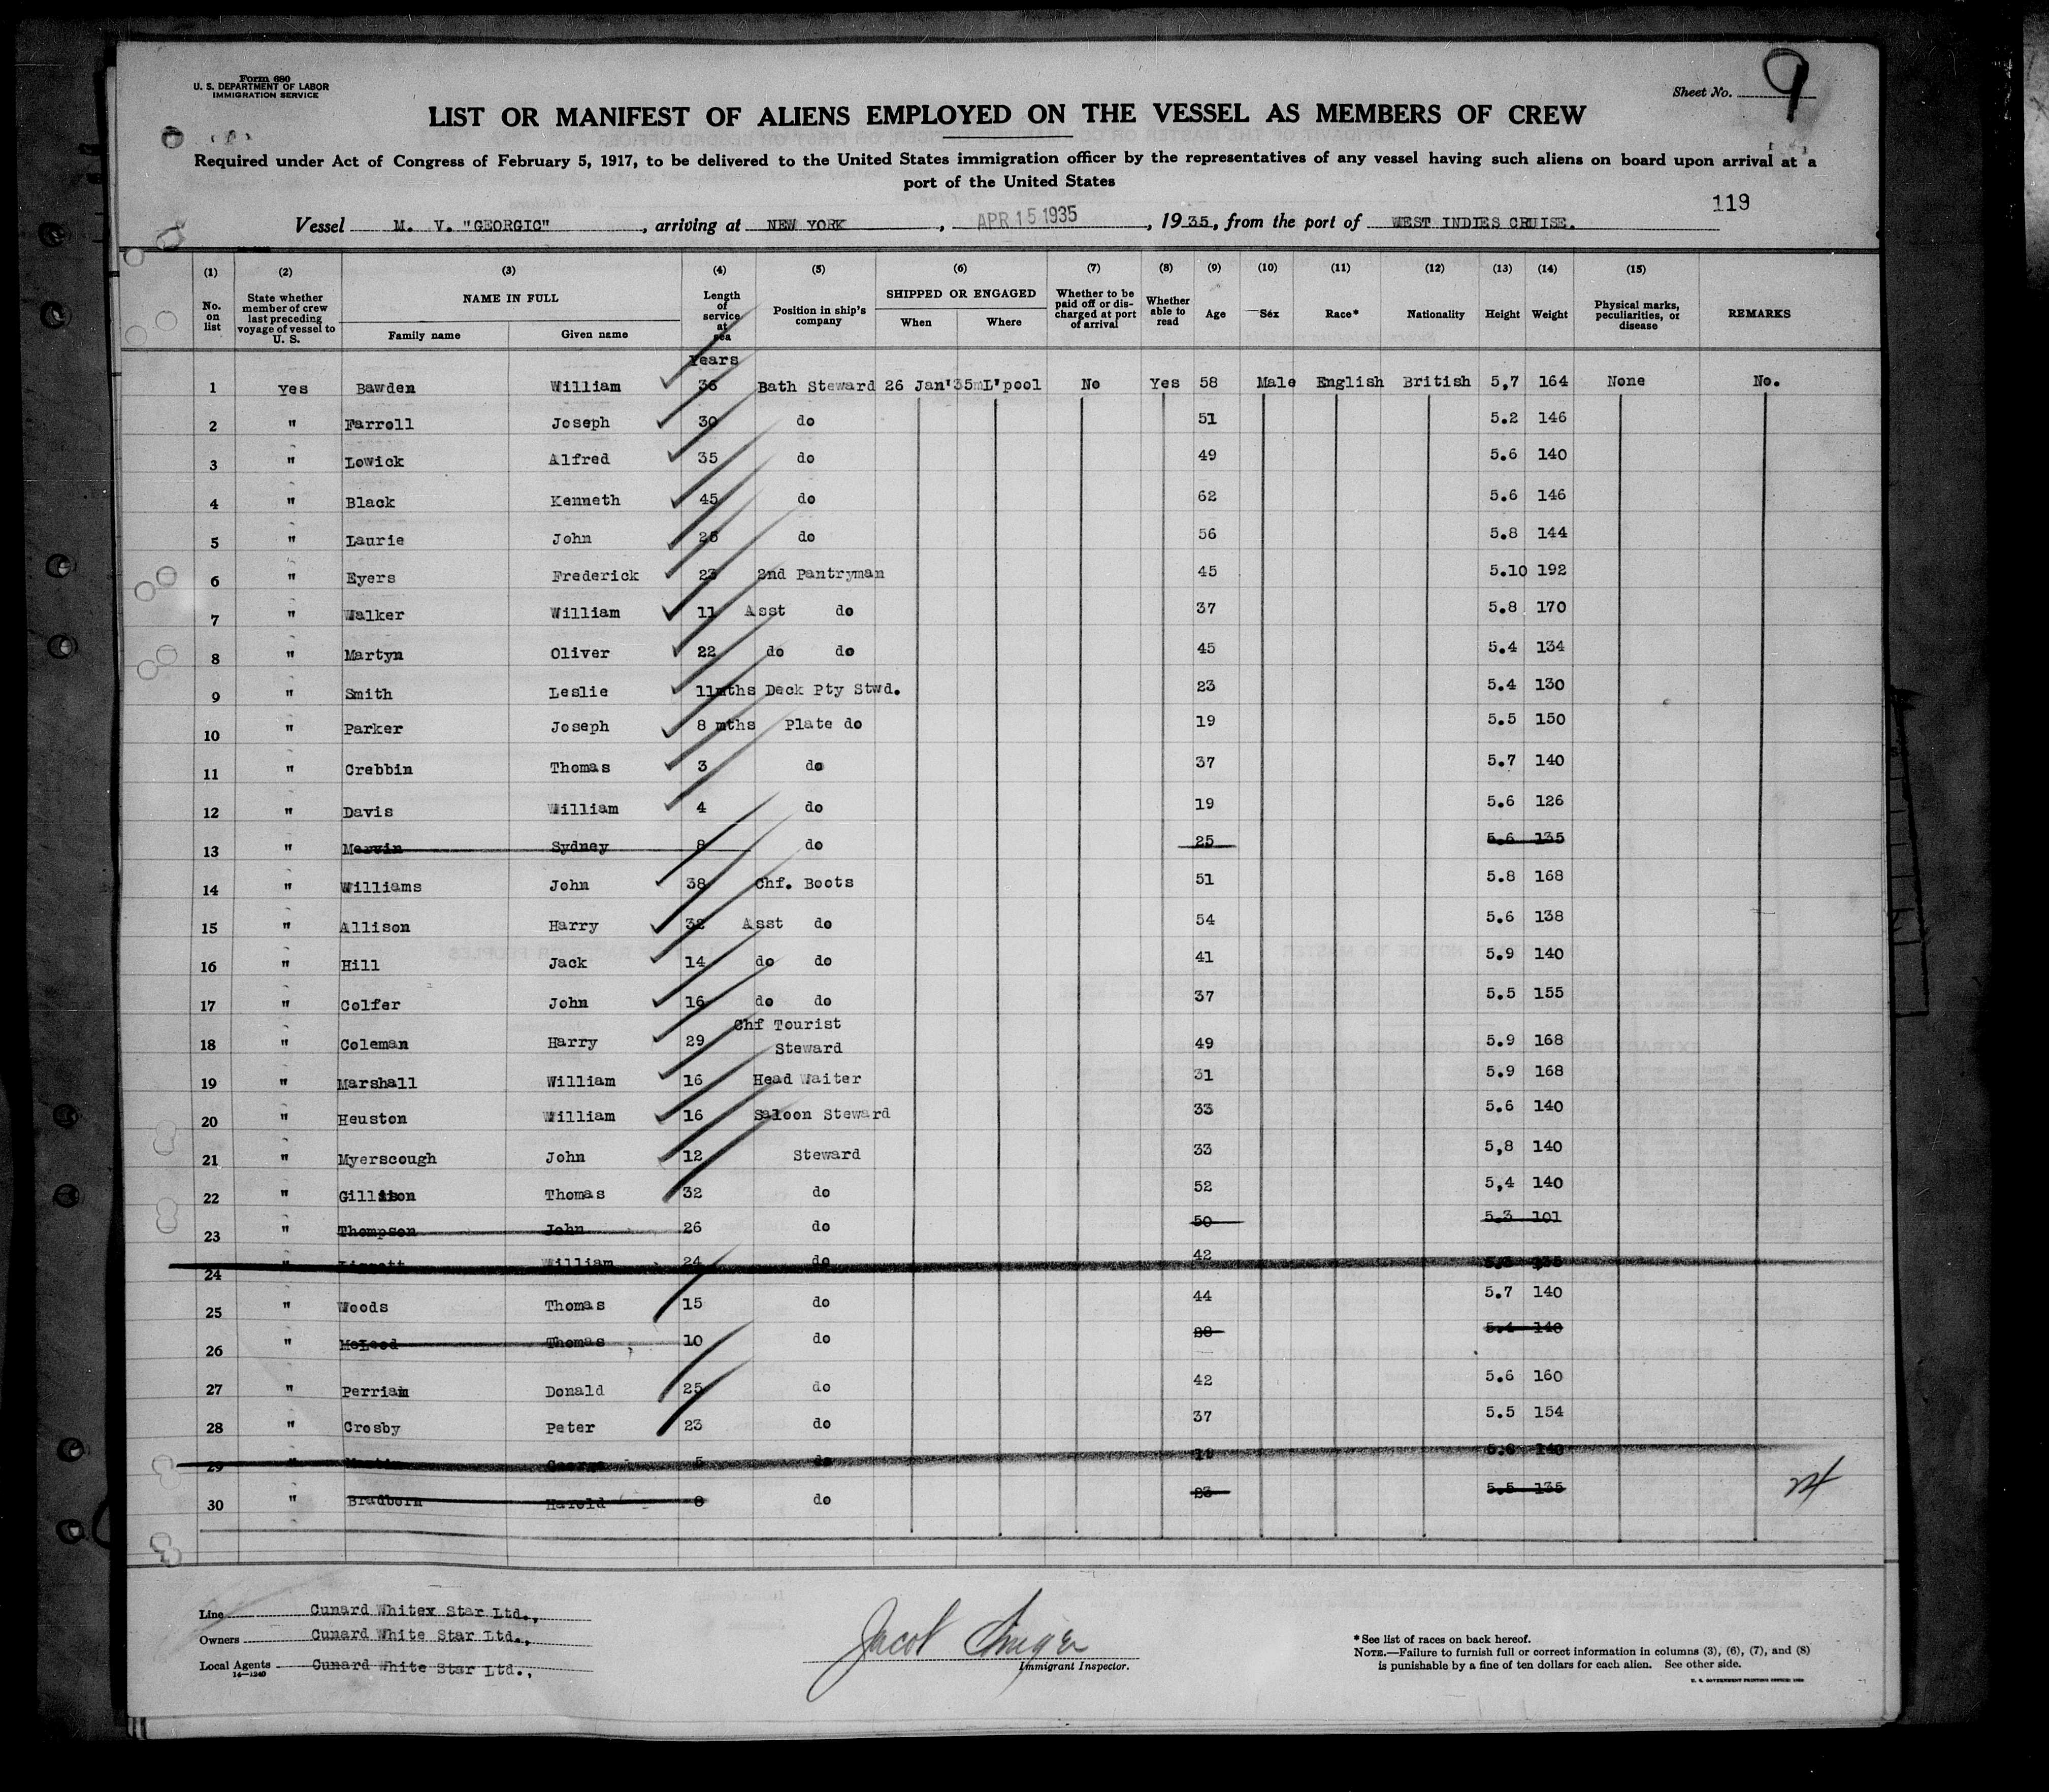 Form 680
U. S. DEPARTMENT OF LABOR
IMMIGRATION SERVICE
Sheet No. 9
LIST OR MANIFEST OF ALIENS EMPLOYED ON THE VESSEL AS MEMBERS OF CREW
Required under Act of Congress of February 5, 1917, to be delivered to the United States immigration officer by the representatives of any vessel having such aliens on board upon arrival at a
port of the United States
119
Vessel M. V. "GEORGIC", arriving at NEW YORK, APR 15 1935, 1935, from the port of WEST INDIES CRUISE.
(1) (2) (3) (4) (5) (6) (7) (8) (9) (10) (11) (12) (13) (14) (15)
No. on list State whether member of crew last preceding voyage of vessel to U. S. NAME IN FULL Family name Given name Length of service at sea Position in ship's company SHIPPED OR ENGAGED When Where Whether to be paid off or discharged at port of arrival Whether able to read Age Sex Race* Nationality Height Weight Physical marks, peculiarities, or disease REMARKS
Years
1 Yes Bawden William 36 Bath Steward 26 Jan'35 L'pool No Yes 58 Male English British 5,7 164 None No.
2 " Farroll Joseph 30 do 51 5.2 146
3 " Lowick Alfred 35 do 49 5.6 140
4 " Black Kenneth 45 do 62 5.6 146
5 " Laurie John do 56 5.8 144
6 " Eyers Frederick 23 2nd Pantryman 45 5.10 192
7 " Walker William 11 Asst do 37 5.8 170
8 " Martyn Oliver 22 do do 45 5.4 134
9 " Smith Leslie 11mths Deck Pty Stwd. 23 5.4 130
10 " Parker Joseph 8 mths Plate do 19 5.5 150
11 " Crebbin Thomas 3 do 37 5.7 140
12 " Davis William 4 do 19 5.6 126
13 " Mervin Sydney 8 do 25 5.6 135
14 " Williams John 38 Chf. Boots 51 5.8 168
15 " Allison Harry 32 Asst do 54 5.6 138
16 " Hill Jack 14 do do 41 5.9 140
17 " Colfer John 16 do do 37 5.5 155
18 " Coleman Harry 29 Chf Tourist Steward 49 5.9 168
19 " Marshall William 16 Head Waiter 31 5.9 168
20 " Heuston William 16 Saloon Steward 33 5.6 140
21 " Myerscough John 12 Steward 33 5,8 140
22 " Gillison Thomas 32 do 52 5,4 140
23 " Thompson John 26 do 50 5.3 101
24 " William 24 do 42
25 " Woods Thomas 15 do 44 5.7 140
26 " McLeod Thomas 10 do 28 5.4 140
27 " Perriam Donald 25 do 42 5.6 160
28 " Crosby Peter 23 do 37 5.5 154
29 " George 5 do 140
30 " Bradborn Harold 8 do 23 5.5 135
Line Cunard Whitex Star Ltd.,
Owners Cunard White Star Ltd.,
Local Agents Cunard White Star Ltd.,
14—1240
Jacob
Immigrant Inspector.
*See list of races on back hereof.
NOTE.—Failure to furnish full or correct information in columns (3), (6), (7), and (8)
is punishable by a fine of ten dollars for each alien. See other side.